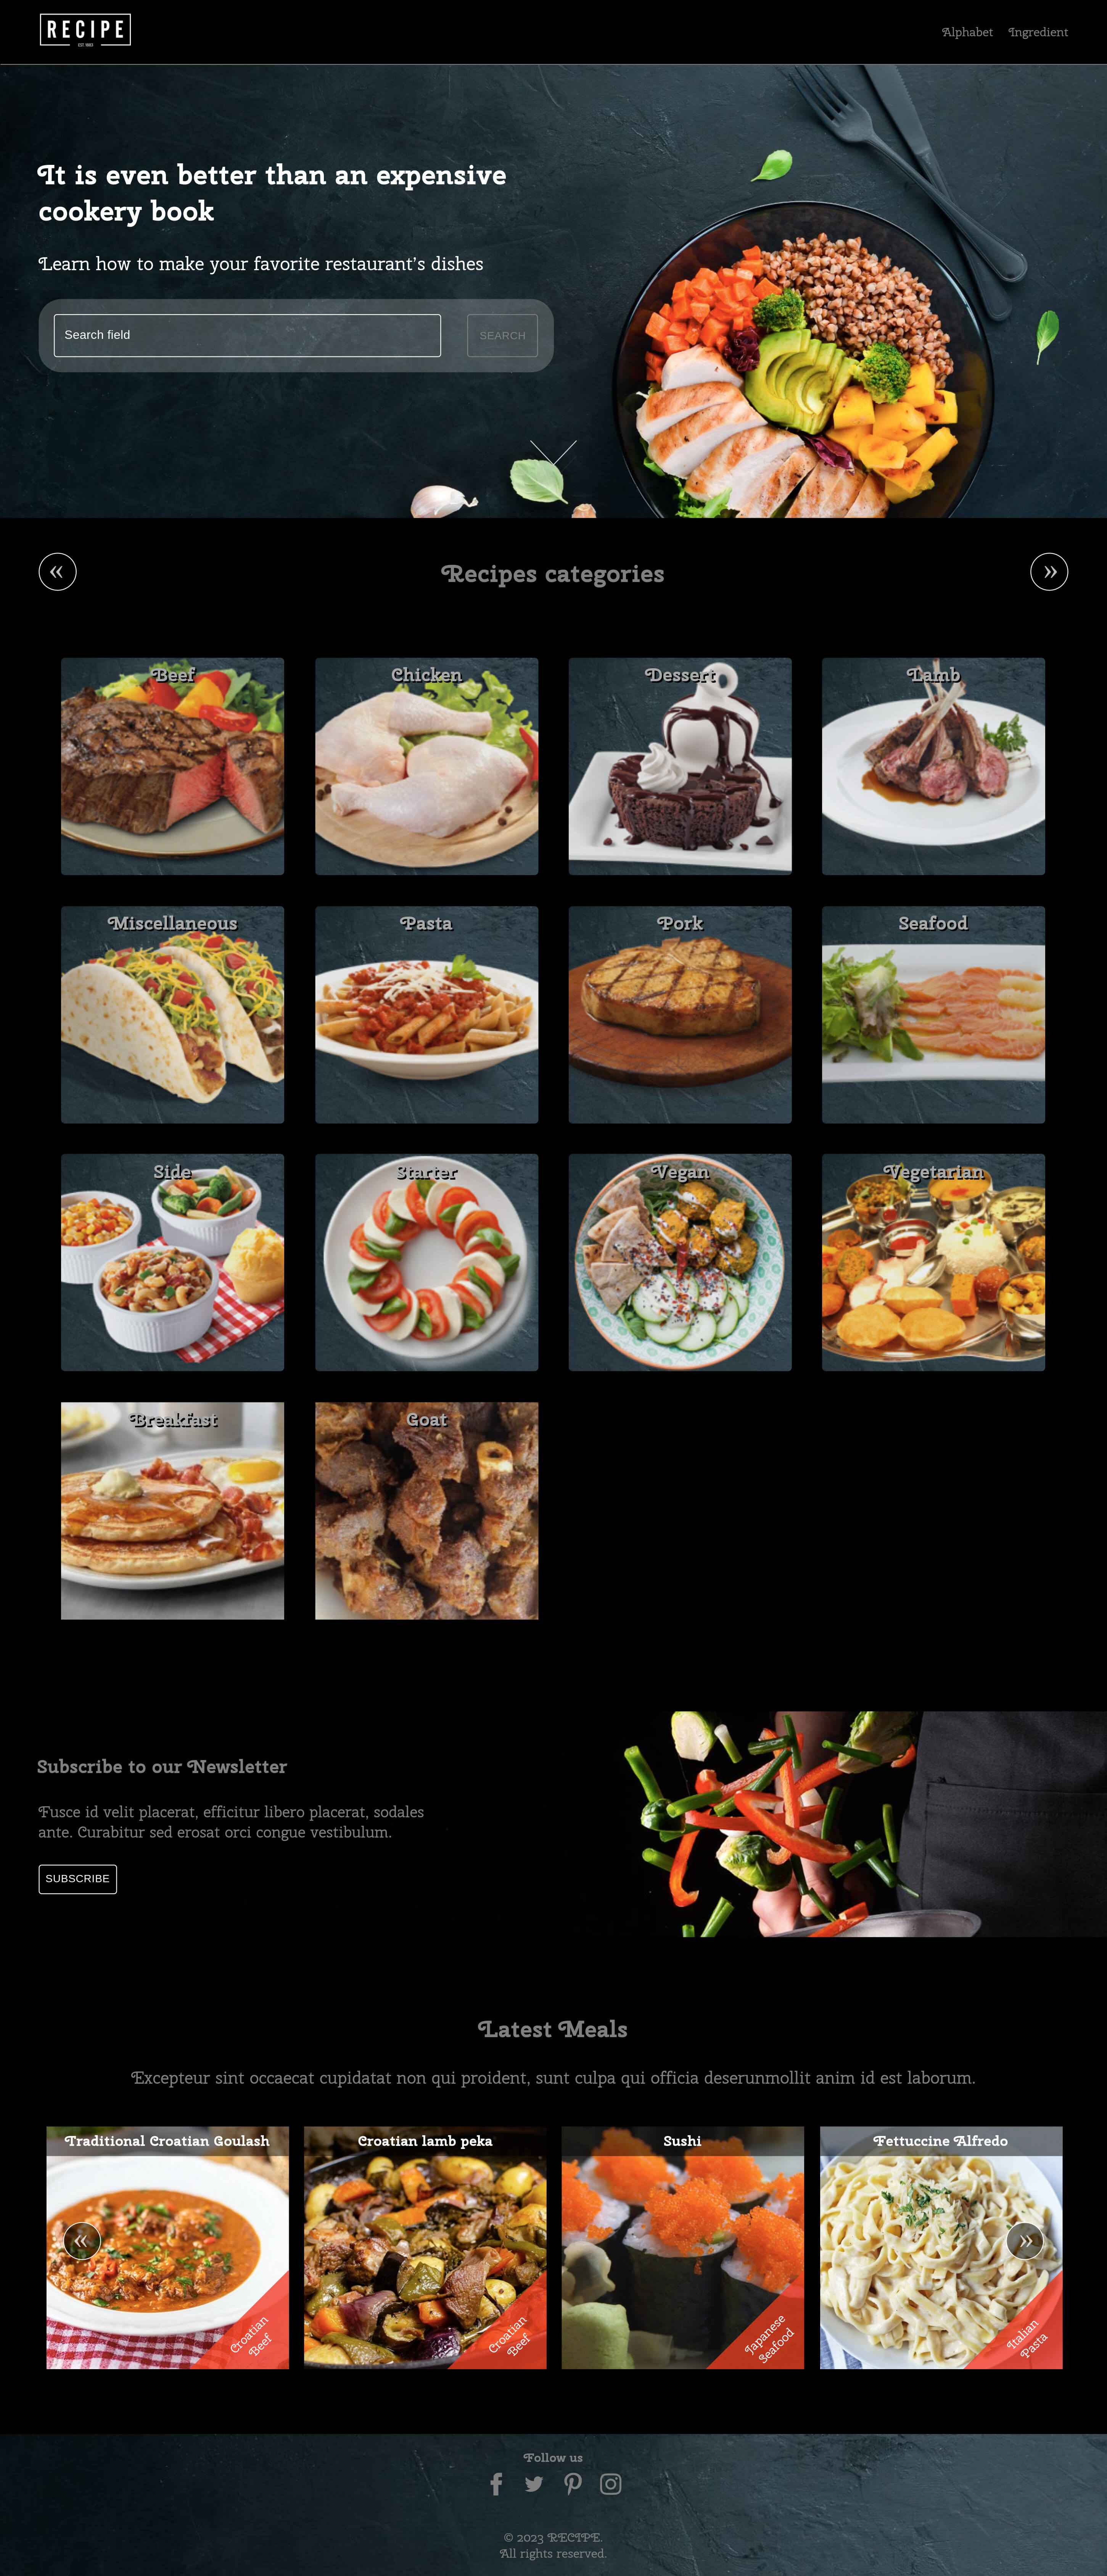 RECIPE
Alphabet Ingredient
It is even better than an expensive
cookery book
Learn how to make your favorite restaurant's dishes
Search field
SEARCH
«
Recipes categories
»
Beef
Chicken
Dessert
Lamb
Miscellaneous
Pasta
Pork
Seafood
Side
Starter
Vegan
Vegetarian
Breakfast
Goat
Subscribe to our Newsletter
Fusce id velit placerat, efficitur libero placerat, sodales
ante. Curabitur sed erosat orci congue vestibulum.
SUBSCRIBE
Latest Meals
Excepteur sint occaecat cupidatat non qui proident, sunt culpa qui officia deserunmollit anim id est laborum.
Traditional Croatian Goulash
Croatian
Beef
Croatian lamb peka
Croatian
Beef
Sushi
Japanese
Seafood
Fettuccine Alfredo
Italian
Pasta
«
»
Follow us
© 2023 RECIPE.
All rights reserved.